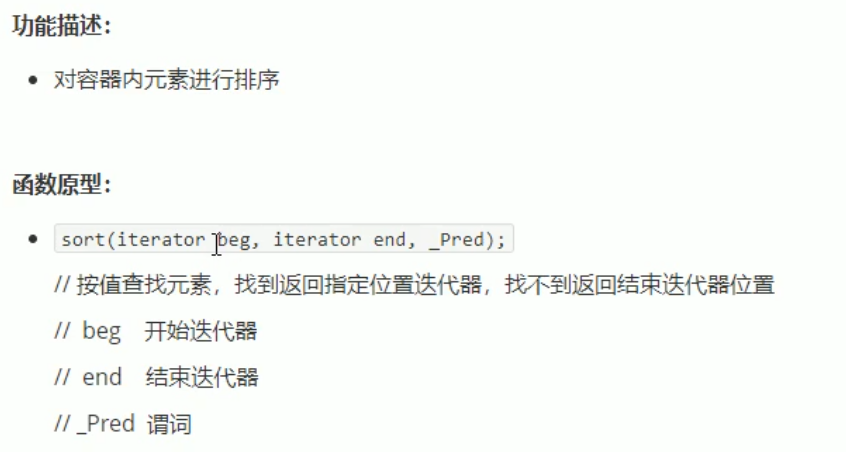 功能描述：
• 对容器内元素进行排序
函数原型：
• sort(iterator beg, iterator end, _Pred);
// 按值查找元素，找到返回指定位置迭代器，找不到返回结束迭代器位置
// beg 开始迭代器
// end 结束迭代器
// _Pred 谓词